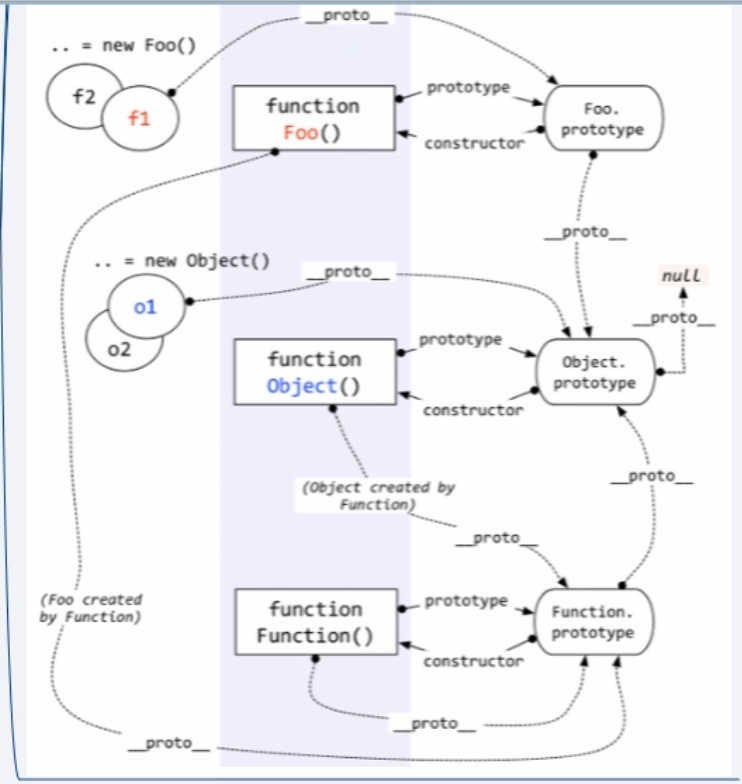 __proto__
.. = new Foo()
f2
f1
function
Foo()
prototype
constructor
Foo.
prototype
__proto__
.. = new Object()
__proto__
null
__proto__
o1
o2
function
Object()
prototype
constructor
Object.
prototype
(Object created by
Function)
__proto__
__proto__
(Foo created
by Function)
function
Function()
prototype
constructor
Function.
prototype
__proto__
__proto__